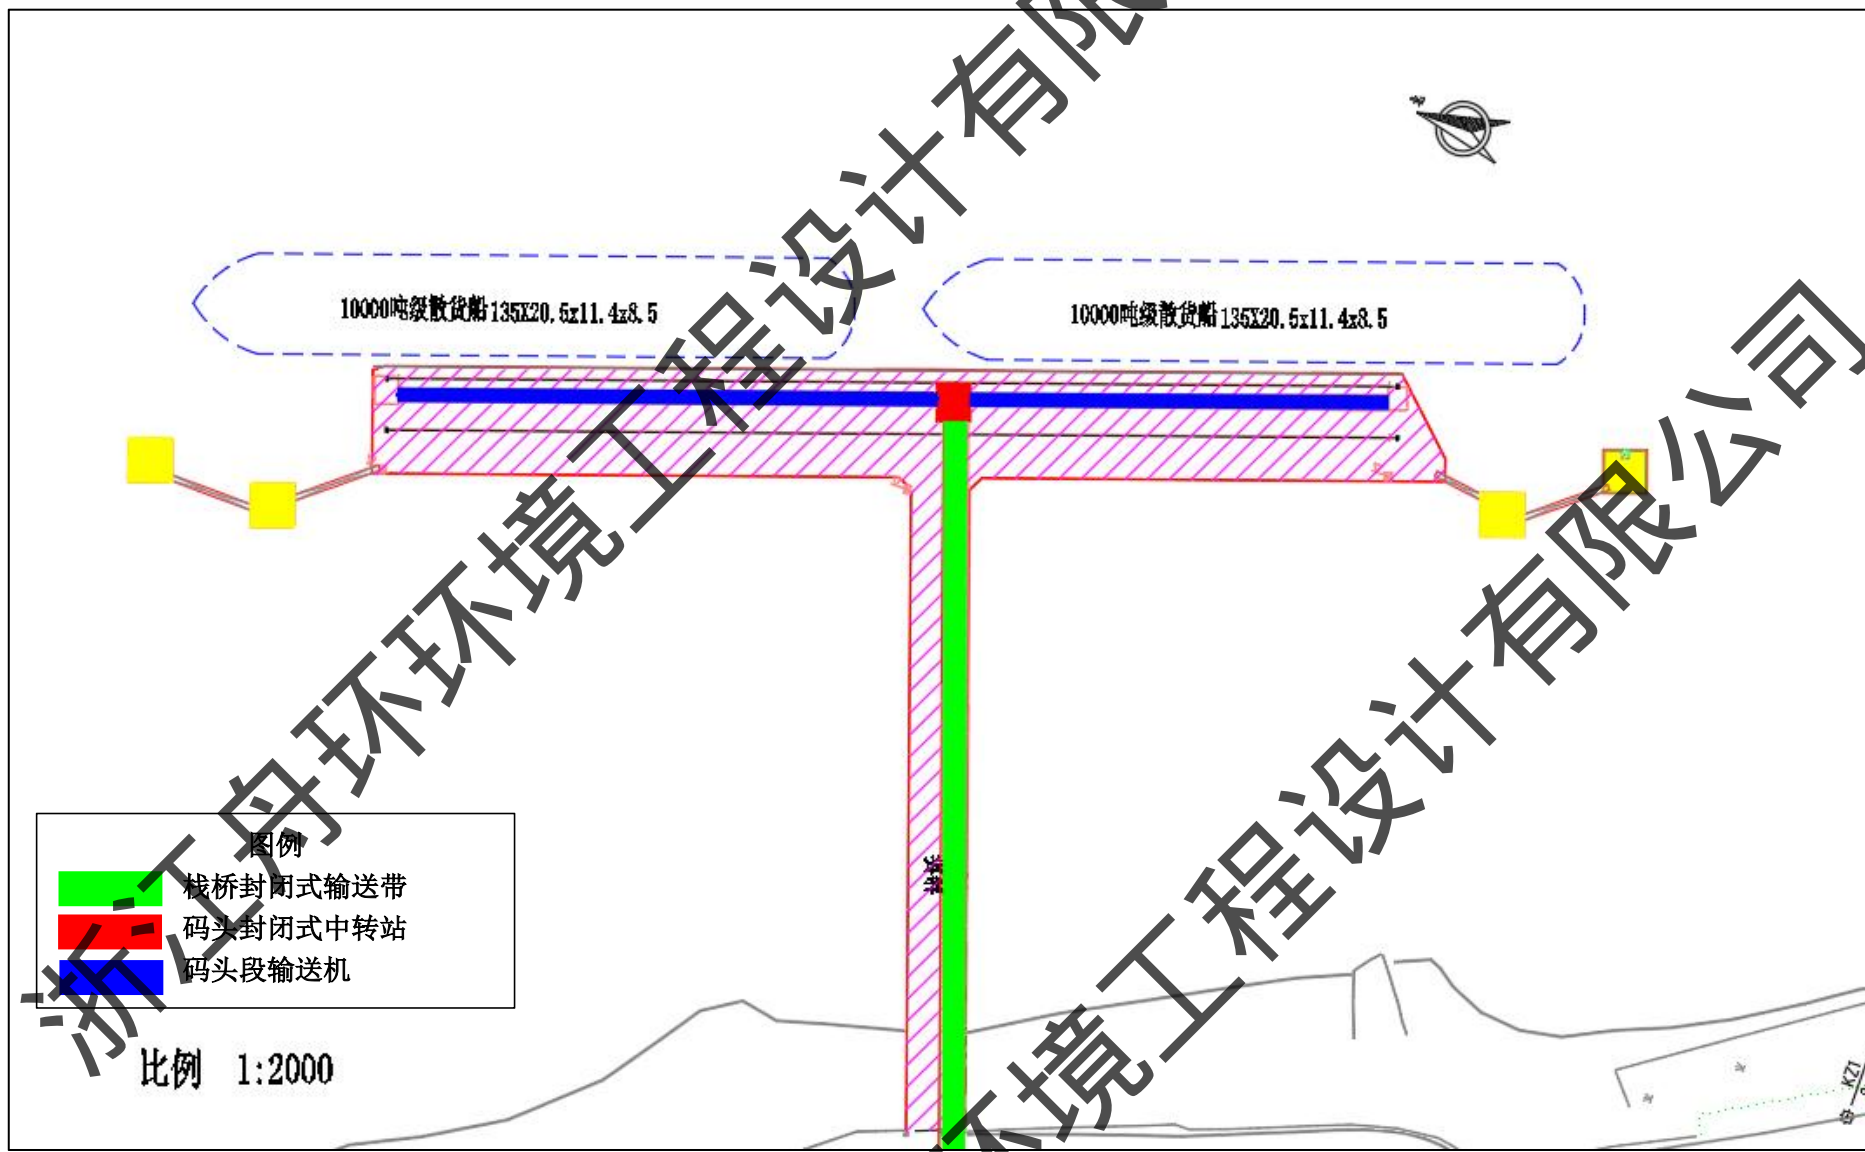 北
10000吨级散货船135X20.5x11.4x8.5
10000吨级散货船135X20.5x11.4x8.5
图例
栈桥封闭式输送带
码头封闭式中转站
码头段输送机
比例 1:2000
KZ1
浙江舟环环境工程设计有限
环境工程设计有限公司